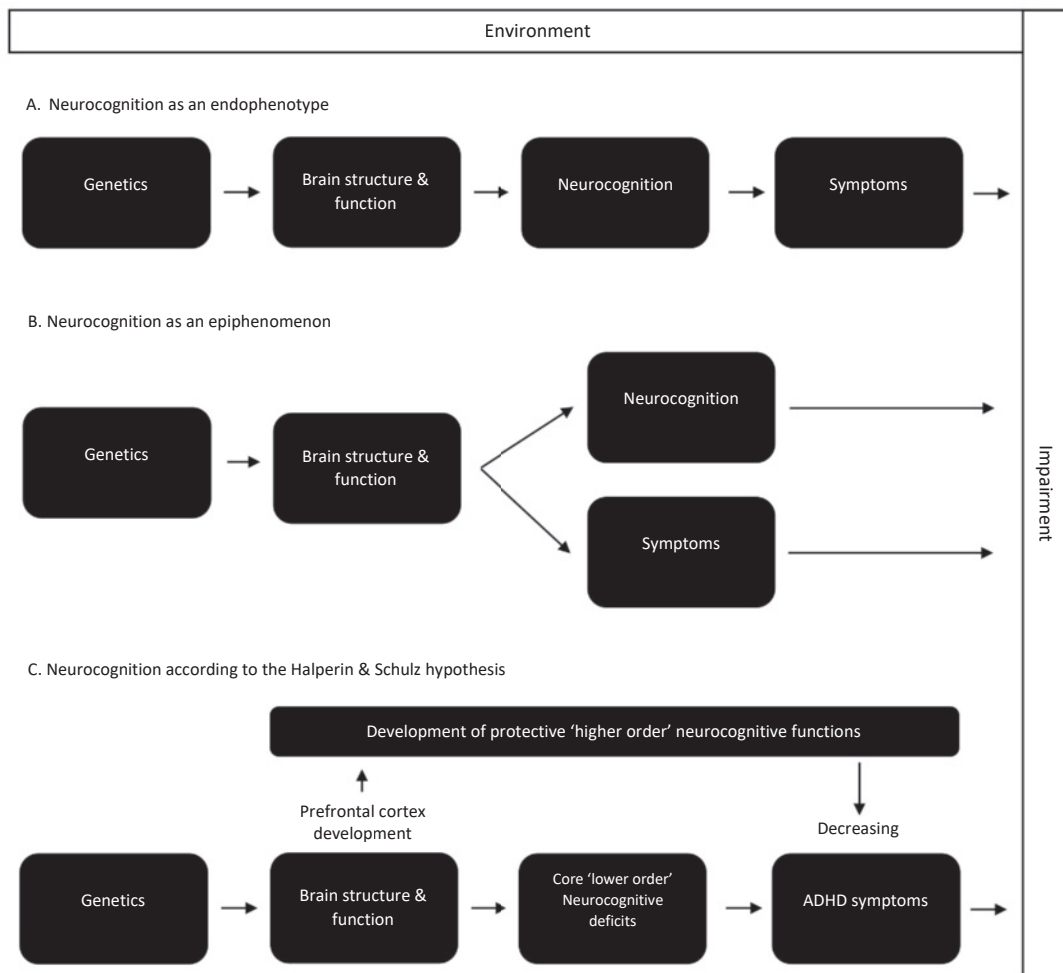 Environment
A. Neurocognition as an endophenotype
Genetics
Brain structure &
function
Neurocognition
Symptoms
B. Neurocognition as an epiphenomenon
Genetics
Brain structure &
function
Neurocognition
Symptoms
Impairment
C. Neurocognition according to the Halperin & Schulz hypothesis
Development of protective ‘higher order’ neurocognitive functions
Prefrontal cortex
development
Decreasing
Genetics
Brain structure &
function
Core ‘lower order’
Neurocognitive
deficits
ADHD symptoms